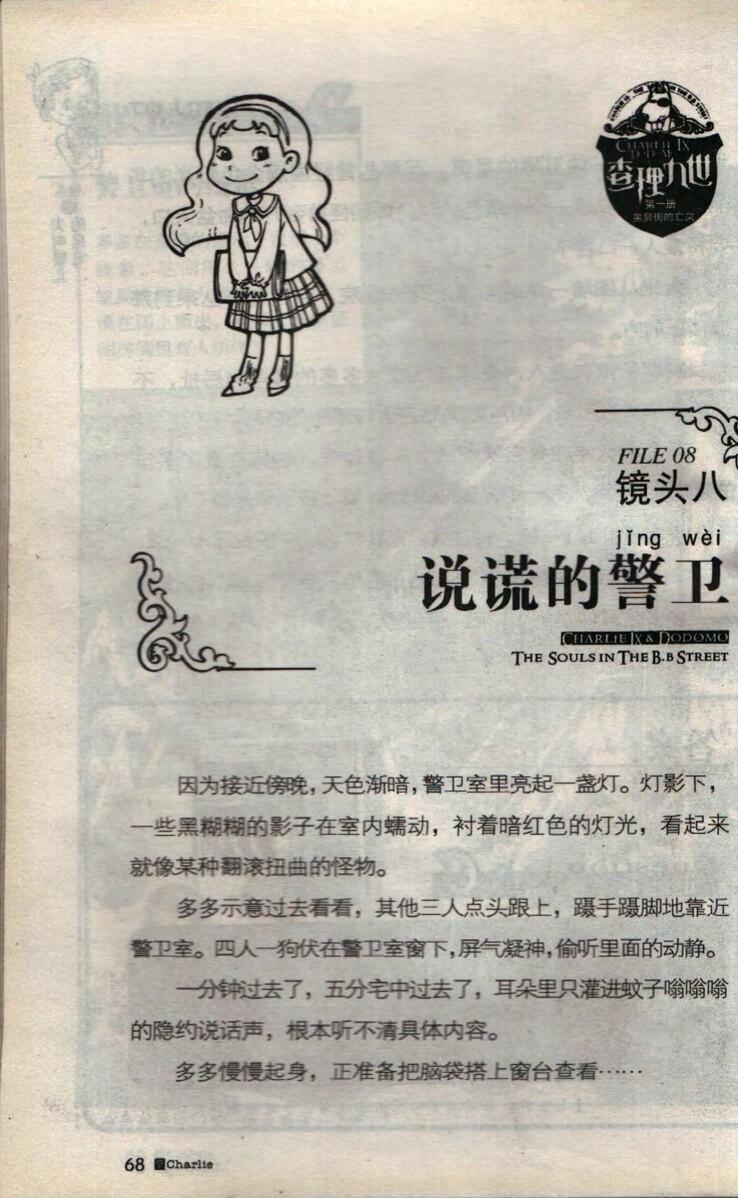 CHARLIE IX
DODOMO
查理九世
第一册
黑贝街的亡灵
FILE 08
镜头八
jǐng wèi
说谎的警卫
CHARLIE IX & DODOMO
THE SOULS IN THE B.B STREET
因为接近傍晚，天色渐暗，警卫室里亮起一盏灯。灯影下，
一些黑糊糊的影子在室内蠕动，衬着暗红色的灯光，看起来
就像某种翻滚扭曲的怪物。
多多示意过去看看，其他三人点头跟上，蹑手蹑脚地靠近
警卫室。四人一狗伏在警卫室窗下，屏气凝神，偷听里面的动静。
一分钟过去了，五分宅中过去了，耳朵里只灌进蚊子嗡嗡嗡
的隐约说话声，根本听不清具体内容。
多多慢慢起身，正准备把脑袋搭上窗台查看……
68 Charlie